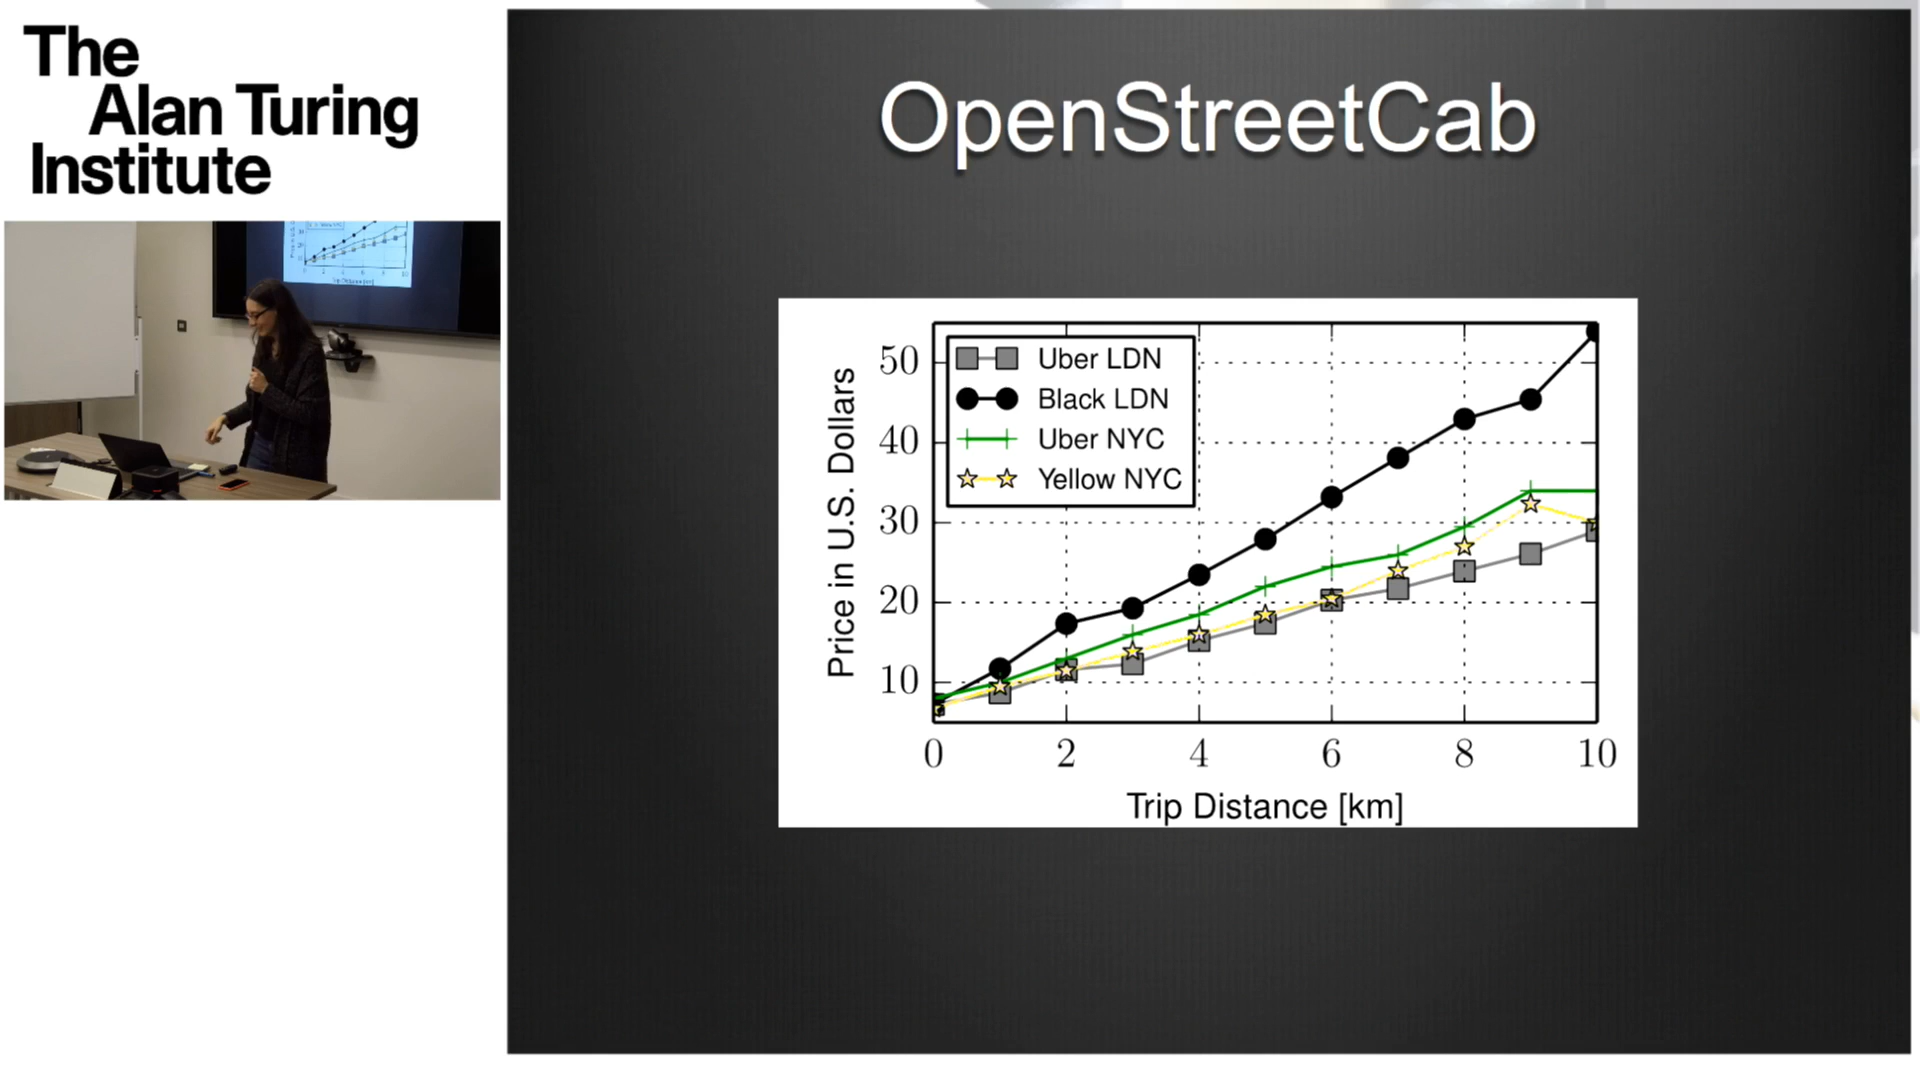 The
Alan Turing
Institute
OpenStreetCab
Uber LDN
Black LDN
Uber NYC
Yellow NYC
Price in U.S. Dollars
50
40
30
20
10
0 2 4 6 8 10
Trip Distance [km]